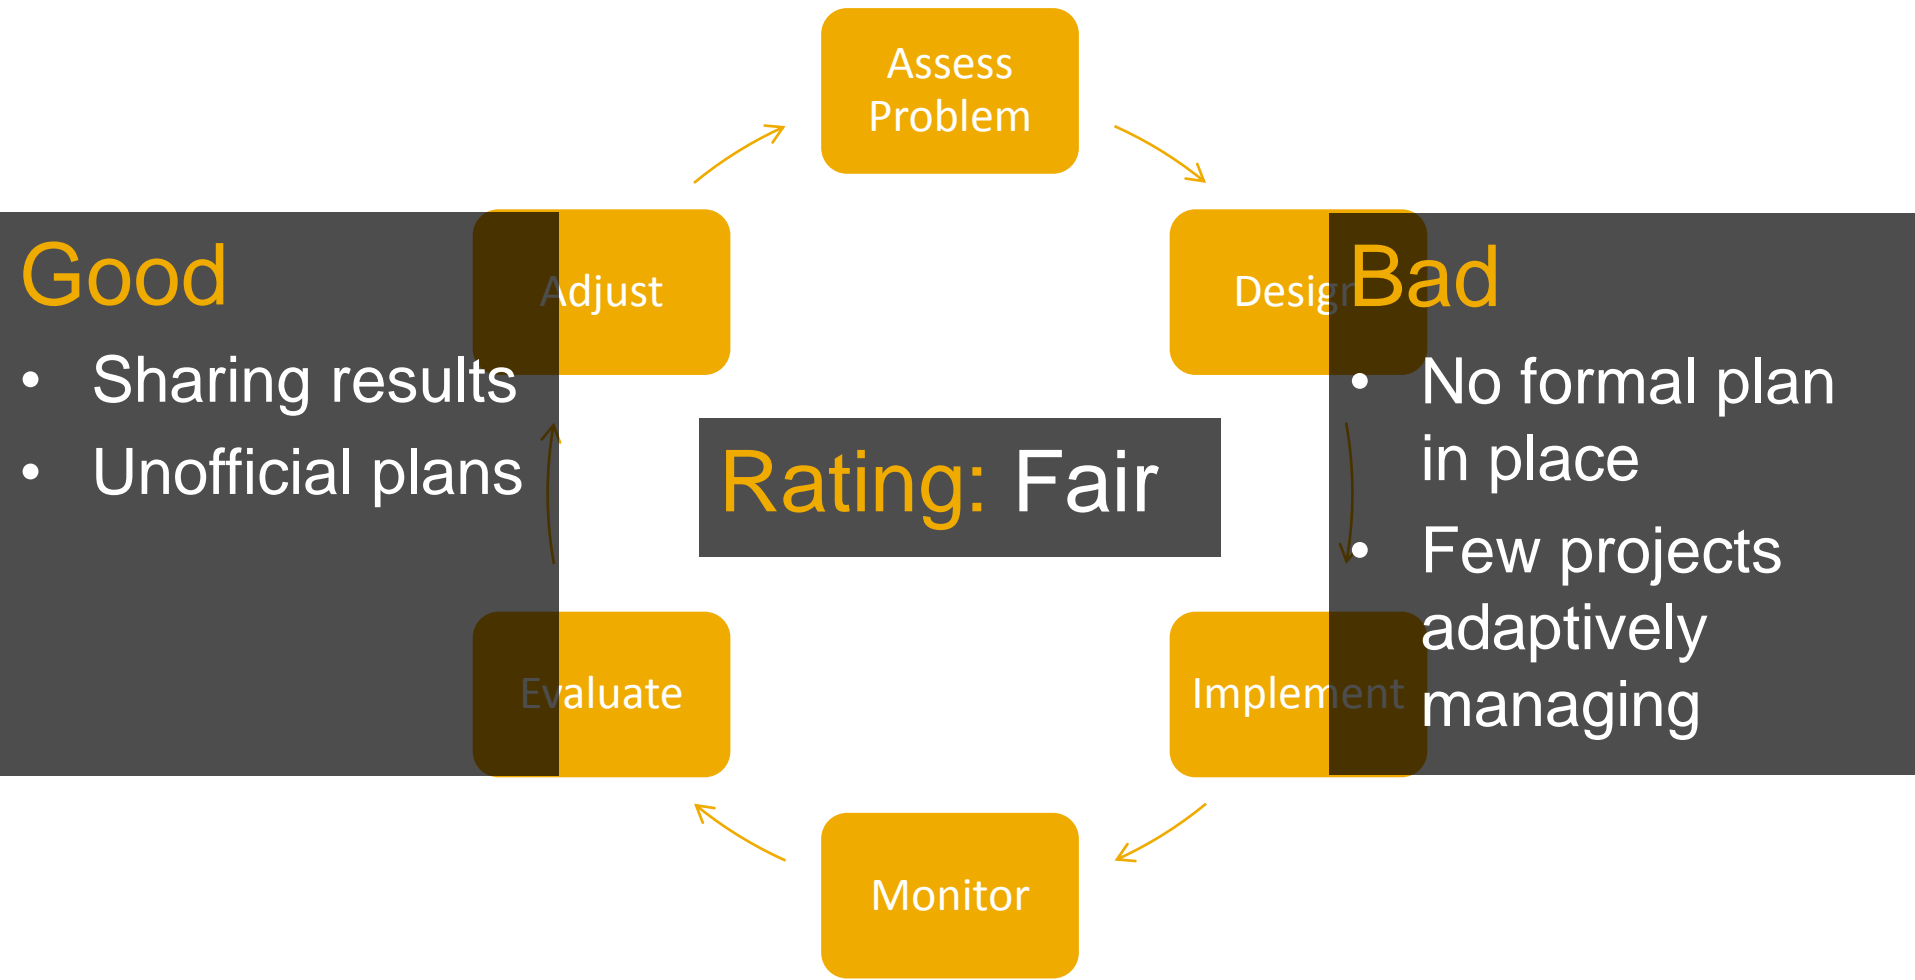 Assess
Problem
Good
Adjust
Design
Bad
• Sharing results
• Unofficial plans
Rating: Fair
• No formal plan
in place
• Few projects
adaptively
managing
Evaluate
Implement
Monitor